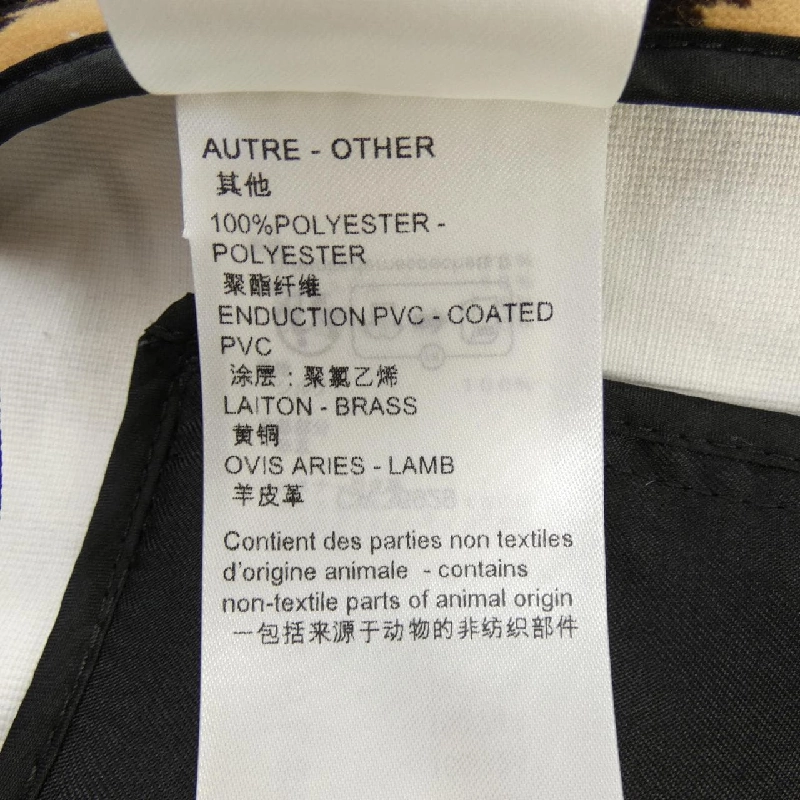 AUTRE - OTHER
其他
100%POLYESTER -
POLYESTER
聚酯纤维
ENDUCTION PVC - COATED
PVC
涂层：聚氯乙烯
LAITON - BRASS
黄铜
OVIS ARIES - LAMB
羊皮革
Contient des parties non textiles
d'origine animale - contains
non-textile parts of animal origin
一包括来源于动物的非纺织部件